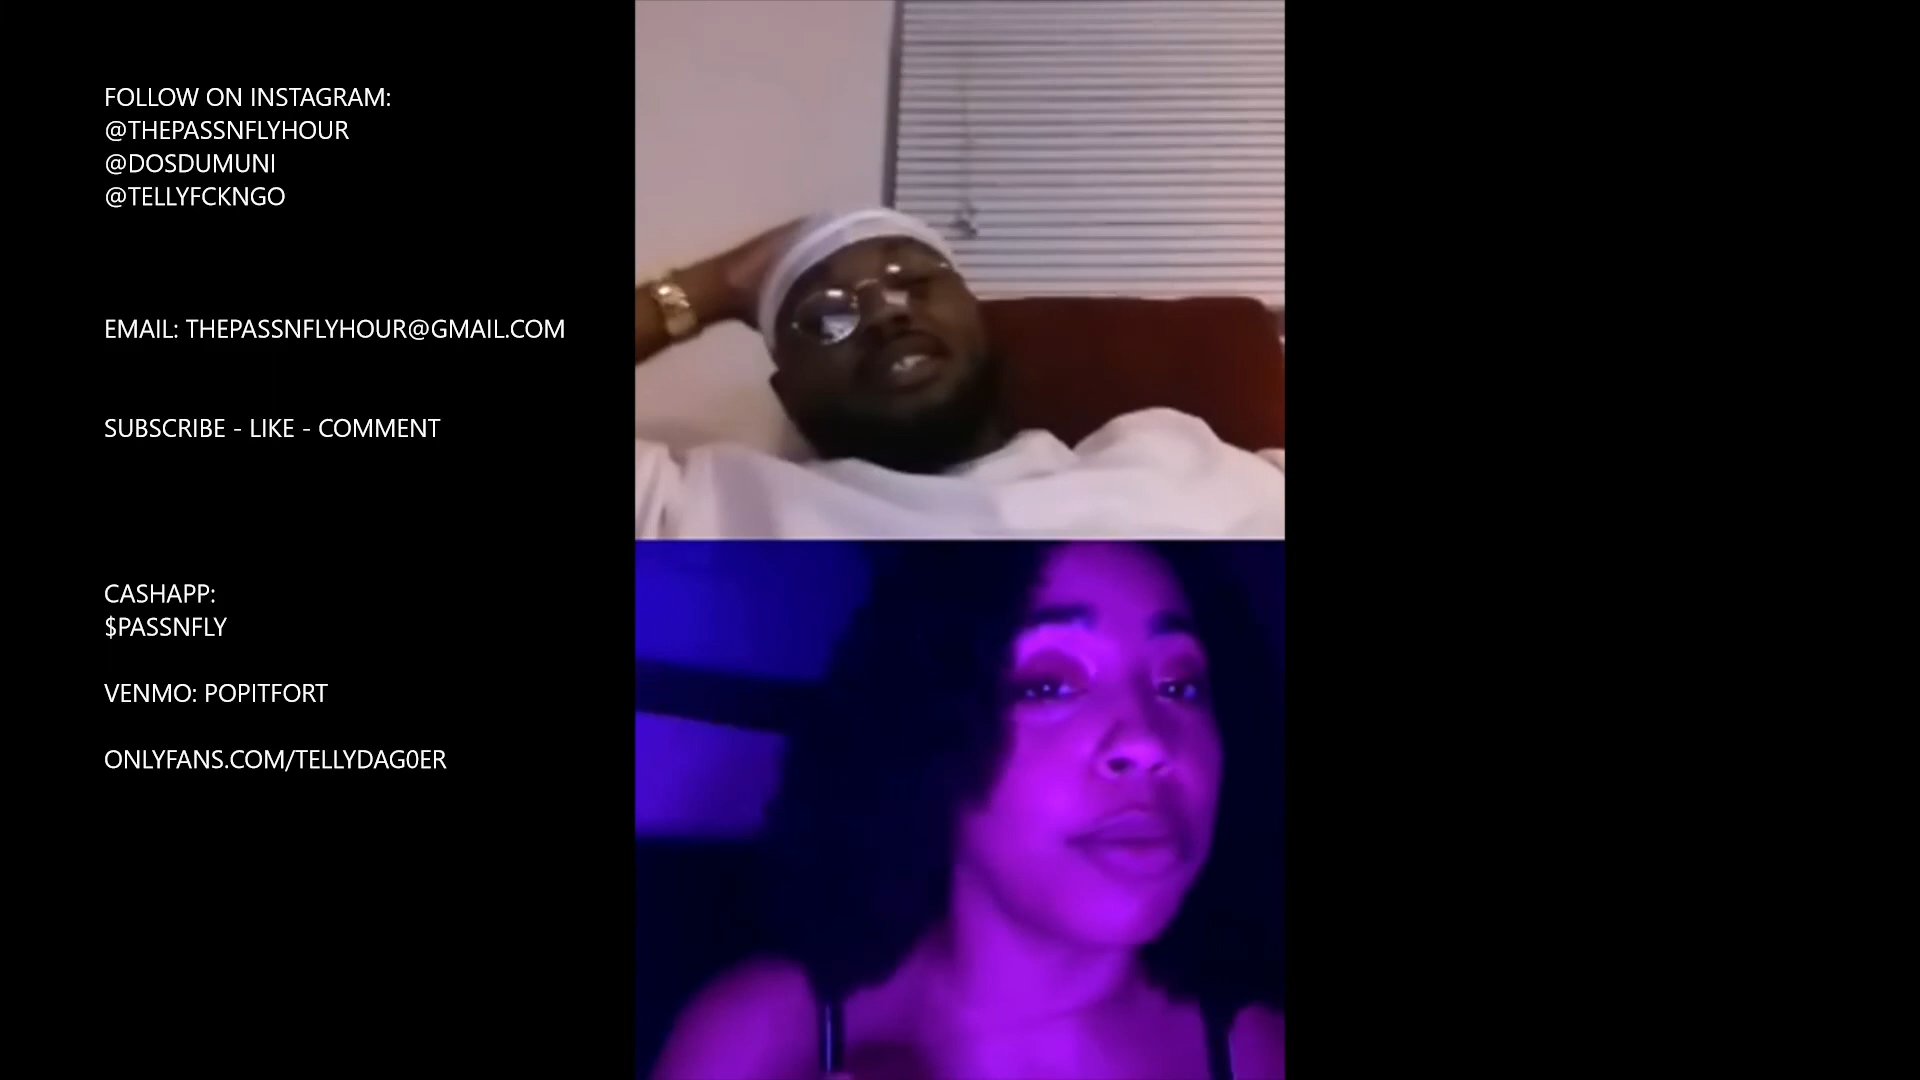 FOLLOW ON INSTAGRAM:
@THEPASSNFLYHOUR
@DOSDUMUNI
@TELLYFCKNGO
EMAIL: THEPASSNFLYHOUR@GMAIL.COM
SUBSCRIBE - LIKE - COMMENT
CASHAPP:
$PASSNFLY
VENMO: POPITFORT
ONLYFANS.COM/TELLYDAG0ER